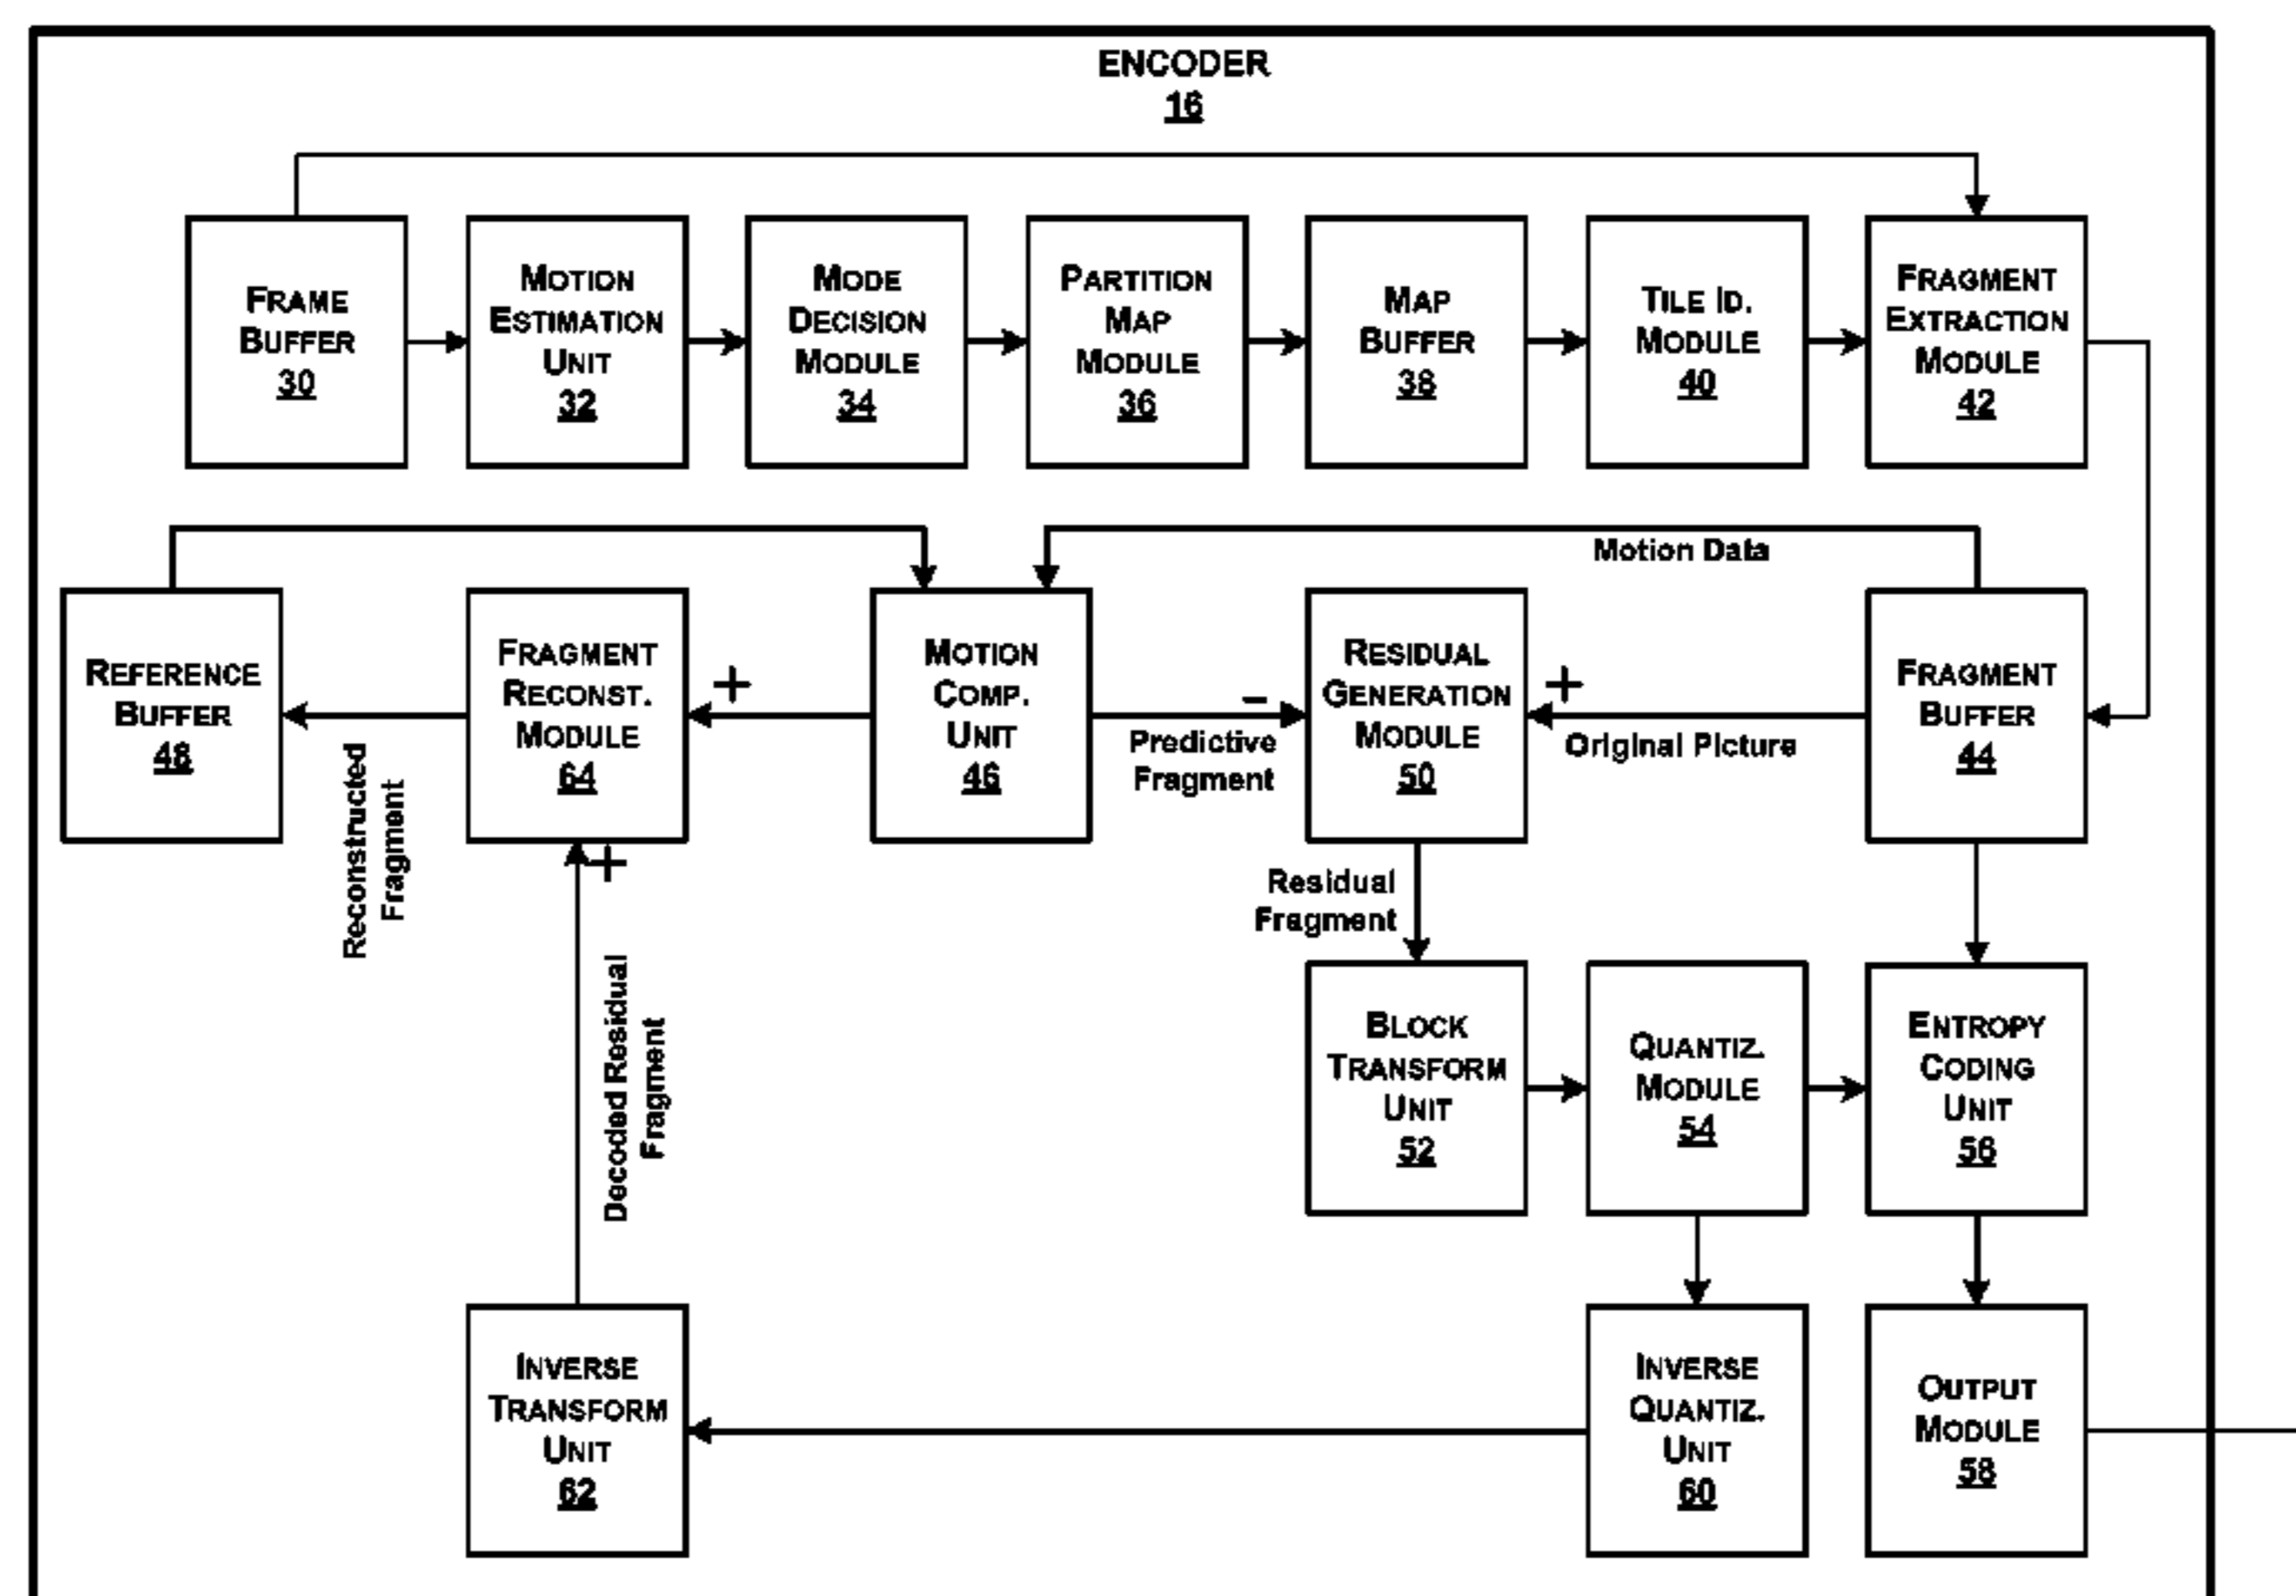 ENCODER
16
FRAME
BUFFER
30
MOTION
ESTIMATION
UNIT
32
MODE
DECISION
MODULE
34
PARTITION
MAP
MODULE
36
MAP
BUFFER
38
TILE ID.
MODULE
40
FRAGMENT
EXTRACTION
MODULE
42
Motion Data
REFERENCE
BUFFER
48
Reconstructed
Fragment
FRAGMENT
RECONST.
MODULE
64
+
+
MOTION
COMP.
UNIT
46
-
Predictive
Fragment
RESIDUAL
GENERATION
MODULE
50
+
Original Picture
FRAGMENT
BUFFER
44
Residual
Fragment
Decoded Residual
Fragment
BLOCK
TRANSFORM
UNIT
52
QUANTIZ.
MODULE
54
ENTROPY
CODING
UNIT
56
INVERSE
TRANSFORM
UNIT
62
INVERSE
QUANTIZ.
UNIT
60
OUTPUT
MODULE
58